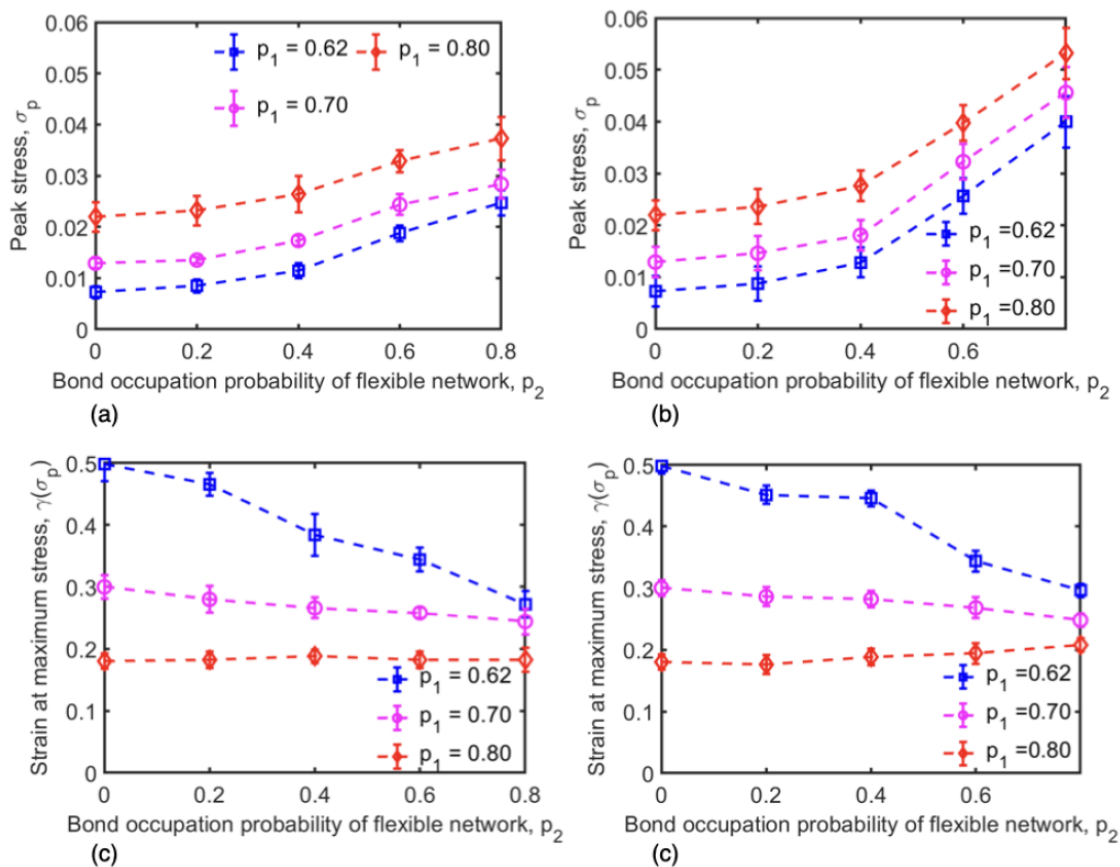 0.06
0.05
0.04
0.03
0.02
0.01
0
Peak stress, σp
p1 = 0.62
p1 = 0.80
p1 = 0.70
0 0.2 0.4 0.6 0.8
Bond occupation probability of flexible network, p2
(a)
0.06
0.05
0.04
0.03
0.02
0.01
0
Peak stress, σp
p1 =0.62
p1 =0.70
p1 =0.80
0 0.2 0.4 0.6
Bond occupation probability of flexible network, p2
(b)
0.5
0.4
0.3
0.2
0.1
0
Strain at maximum stress, γ(σp)
p1 = 0.62
p1 = 0.70
p1 = 0.80
0 0.2 0.4 0.6 0.8
Bond occupation probability of flexible network, p2
(c)
0.5
0.4
0.3
0.2
0.1
0
Strain at maximum stress, γ(σp)
p1 =0.62
p1 =0.70
p1 =0.80
0 0.2 0.4 0.6
Bond occupation probability of flexible network, p2
(c)